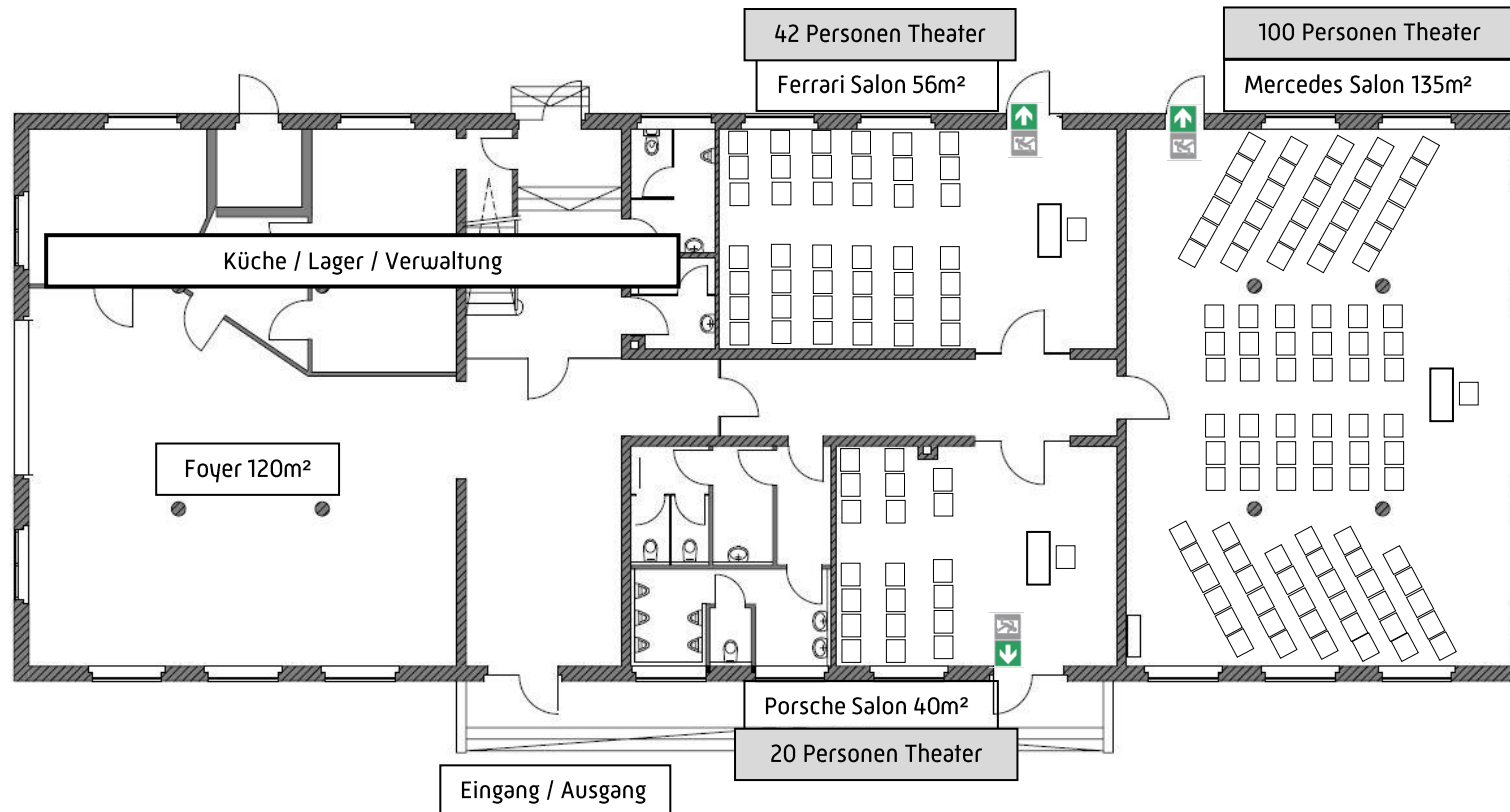 42 Personen Theater
Ferrari Salon 56m²
100 Personen Theater
Mercedes Salon 135m²
Küche / Lager / Verwaltung
Foyer 120m²
Porsche Salon 40m²
20 Personen Theater
Eingang / Ausgang